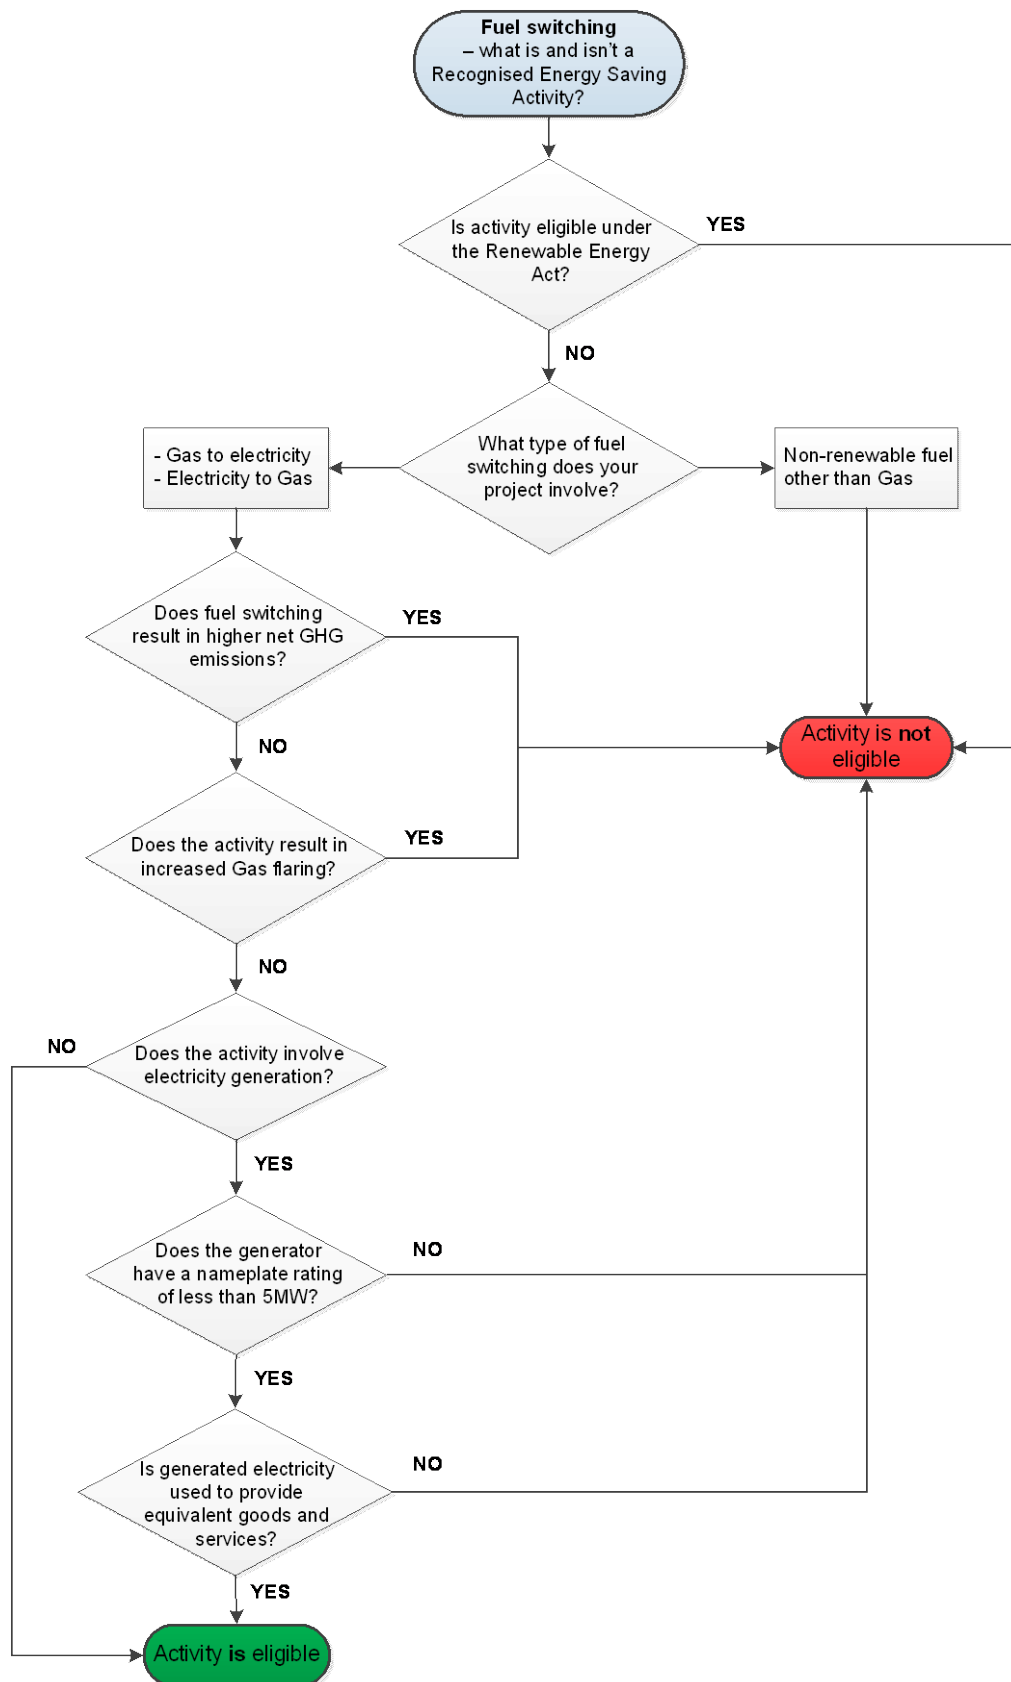 Fuel switching
– what is and isn't a
Recognised Energy Saving
Activity?
Is activity eligible under
the Renewable Energy
Act?
YES
NO
What type of fuel
switching does your
project involve?
- Gas to electricity
- Electricity to Gas
Non-renewable fuel
other than Gas
Does fuel switching
result in higher net GHG
emissions?
YES
NO
Activity is not
eligible
Does the activity result in
increased Gas flaring?
YES
NO
Does the activity involve
electricity generation?
NO
YES
Does the generator
have a nameplate rating
of less than 5MW?
NO
YES
Is generated electricity
used to provide
equivalent goods and
services?
NO
YES
Activity is eligible